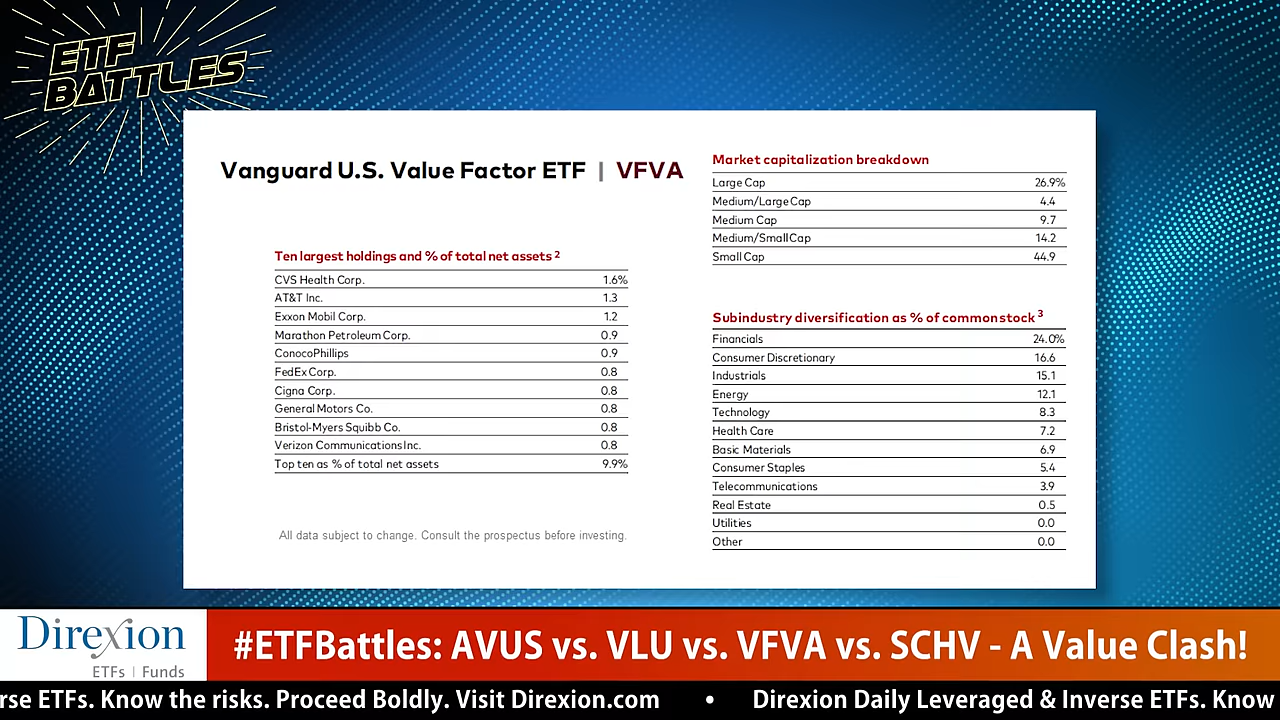 ETF
BATTLES
Vanguard U.S. Value Factor ETF | VFVA
Ten largest holdings and % of total net assets 2
CVS Health Corp. 1.6%
AT&T Inc. 1.3
Exxon Mobil Corp. 1.2
Marathon Petroleum Corp. 0.9
ConocoPhillips 0.9
FedEx Corp. 0.8
Cigna Corp. 0.8
General Motors Co. 0.8
Bristol-Myers Squibb Co. 0.8
Verizon Communications Inc. 0.8
Top ten as % of total net assets 9.9%
All data subject to change. Consult the prospectus before investing.
Market capitalization breakdown
Large Cap 26.9%
Medium/Large Cap 4.4
Medium Cap 9.7
Medium/Small Cap 14.2
Small Cap 44.9
Subindustry diversification as % of common stock 3
Financials 24.0%
Consumer Discretionary 16.6
Industrials 15.1
Energy 12.1
Technology 8.3
Health Care 7.2
Basic Materials 6.9
Consumer Staples 5.4
Telecommunications 3.9
Real Estate 0.5
Utilities 0.0
Other 0.0
Direxion
ETFs | Funds
#ETFBattles: AVUS vs. VLU vs. VFVA vs. SCHV - A Value Clash!
rse ETFs. Know the risks. Proceed Boldly. Visit Direxion.com • Direxion Daily Leveraged & Inverse ETFs. Know